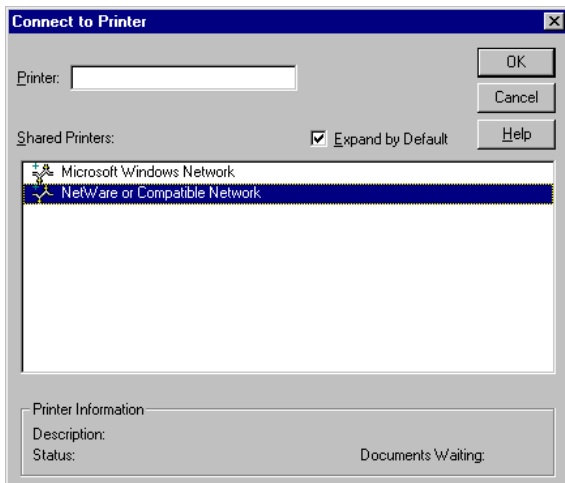 Connect to Printer
Printer:
OK
Cancel
Help
Shared Printers:
Expand by Default
Microsoft Windows Network
NetWare or Compatible Network
Printer Information
Description:
Status:
Documents Waiting: